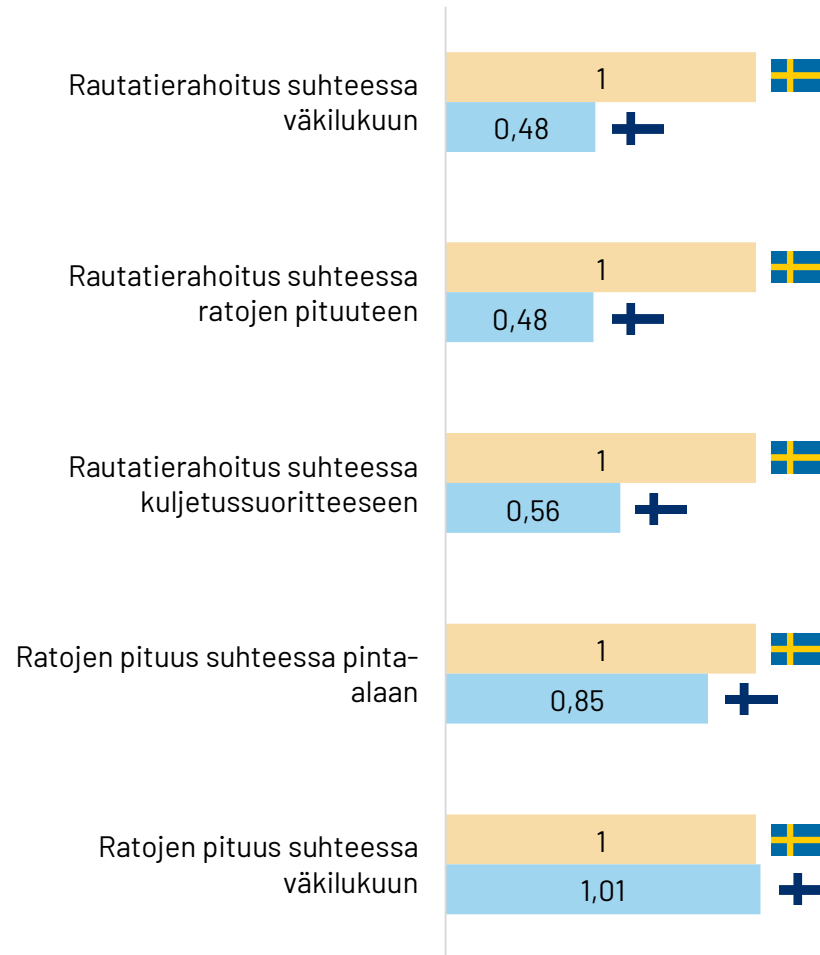 Rautatierahoitus suhteessa
väkilukuun
1
0,48
Rautatierahoitus suhteessa
ratojen pituuteen
1
0,48
Rautatierahoitus suhteessa
kuljetussuoritteeseen
1
0,56
Ratojen pituus suhteessa pinta-
alaan
1
0,85
Ratojen pituus suhteessa
väkilukuun
1
1,01